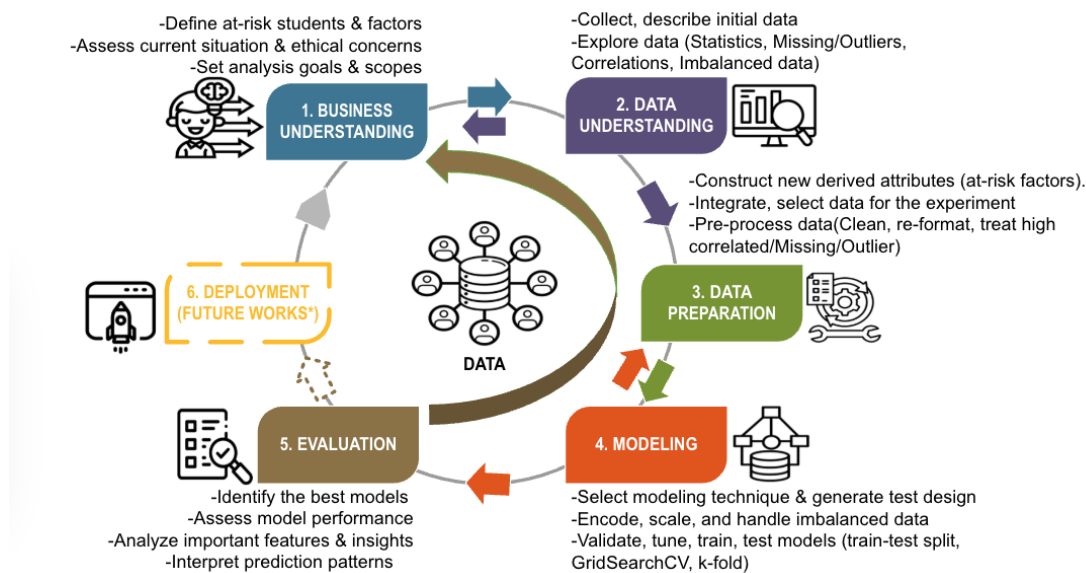 -Define at-risk students & factors
-Assess current situation & ethical concerns
-Set analysis goals & scopes
1. BUSINESS
UNDERSTANDING
-Collect, describe initial data
-Explore data (Statistics, Missing/Outliers,
Correlations, Imbalanced data)
2. DATA
UNDERSTANDING
-Construct new derived attributes (at-risk factors).
-Integrate, select data for the experiment
-Pre-process data(Clean, re-format, treat high
correlated/Missing/Outlier)
3. DATA
PREPARATION
DATA
4. MODELING
-Select modeling technique & generate test design
-Encode, scale, and handle imbalanced data
-Validate, tune, train, test models (train-test split,
GridSearchCV, k-fold)
5. EVALUATION
-Identify the best models
-Assess model performance
-Analyze important features & insights
-Interpret prediction patterns
6. DEPLOYMENT
(FUTURE WORKS*)